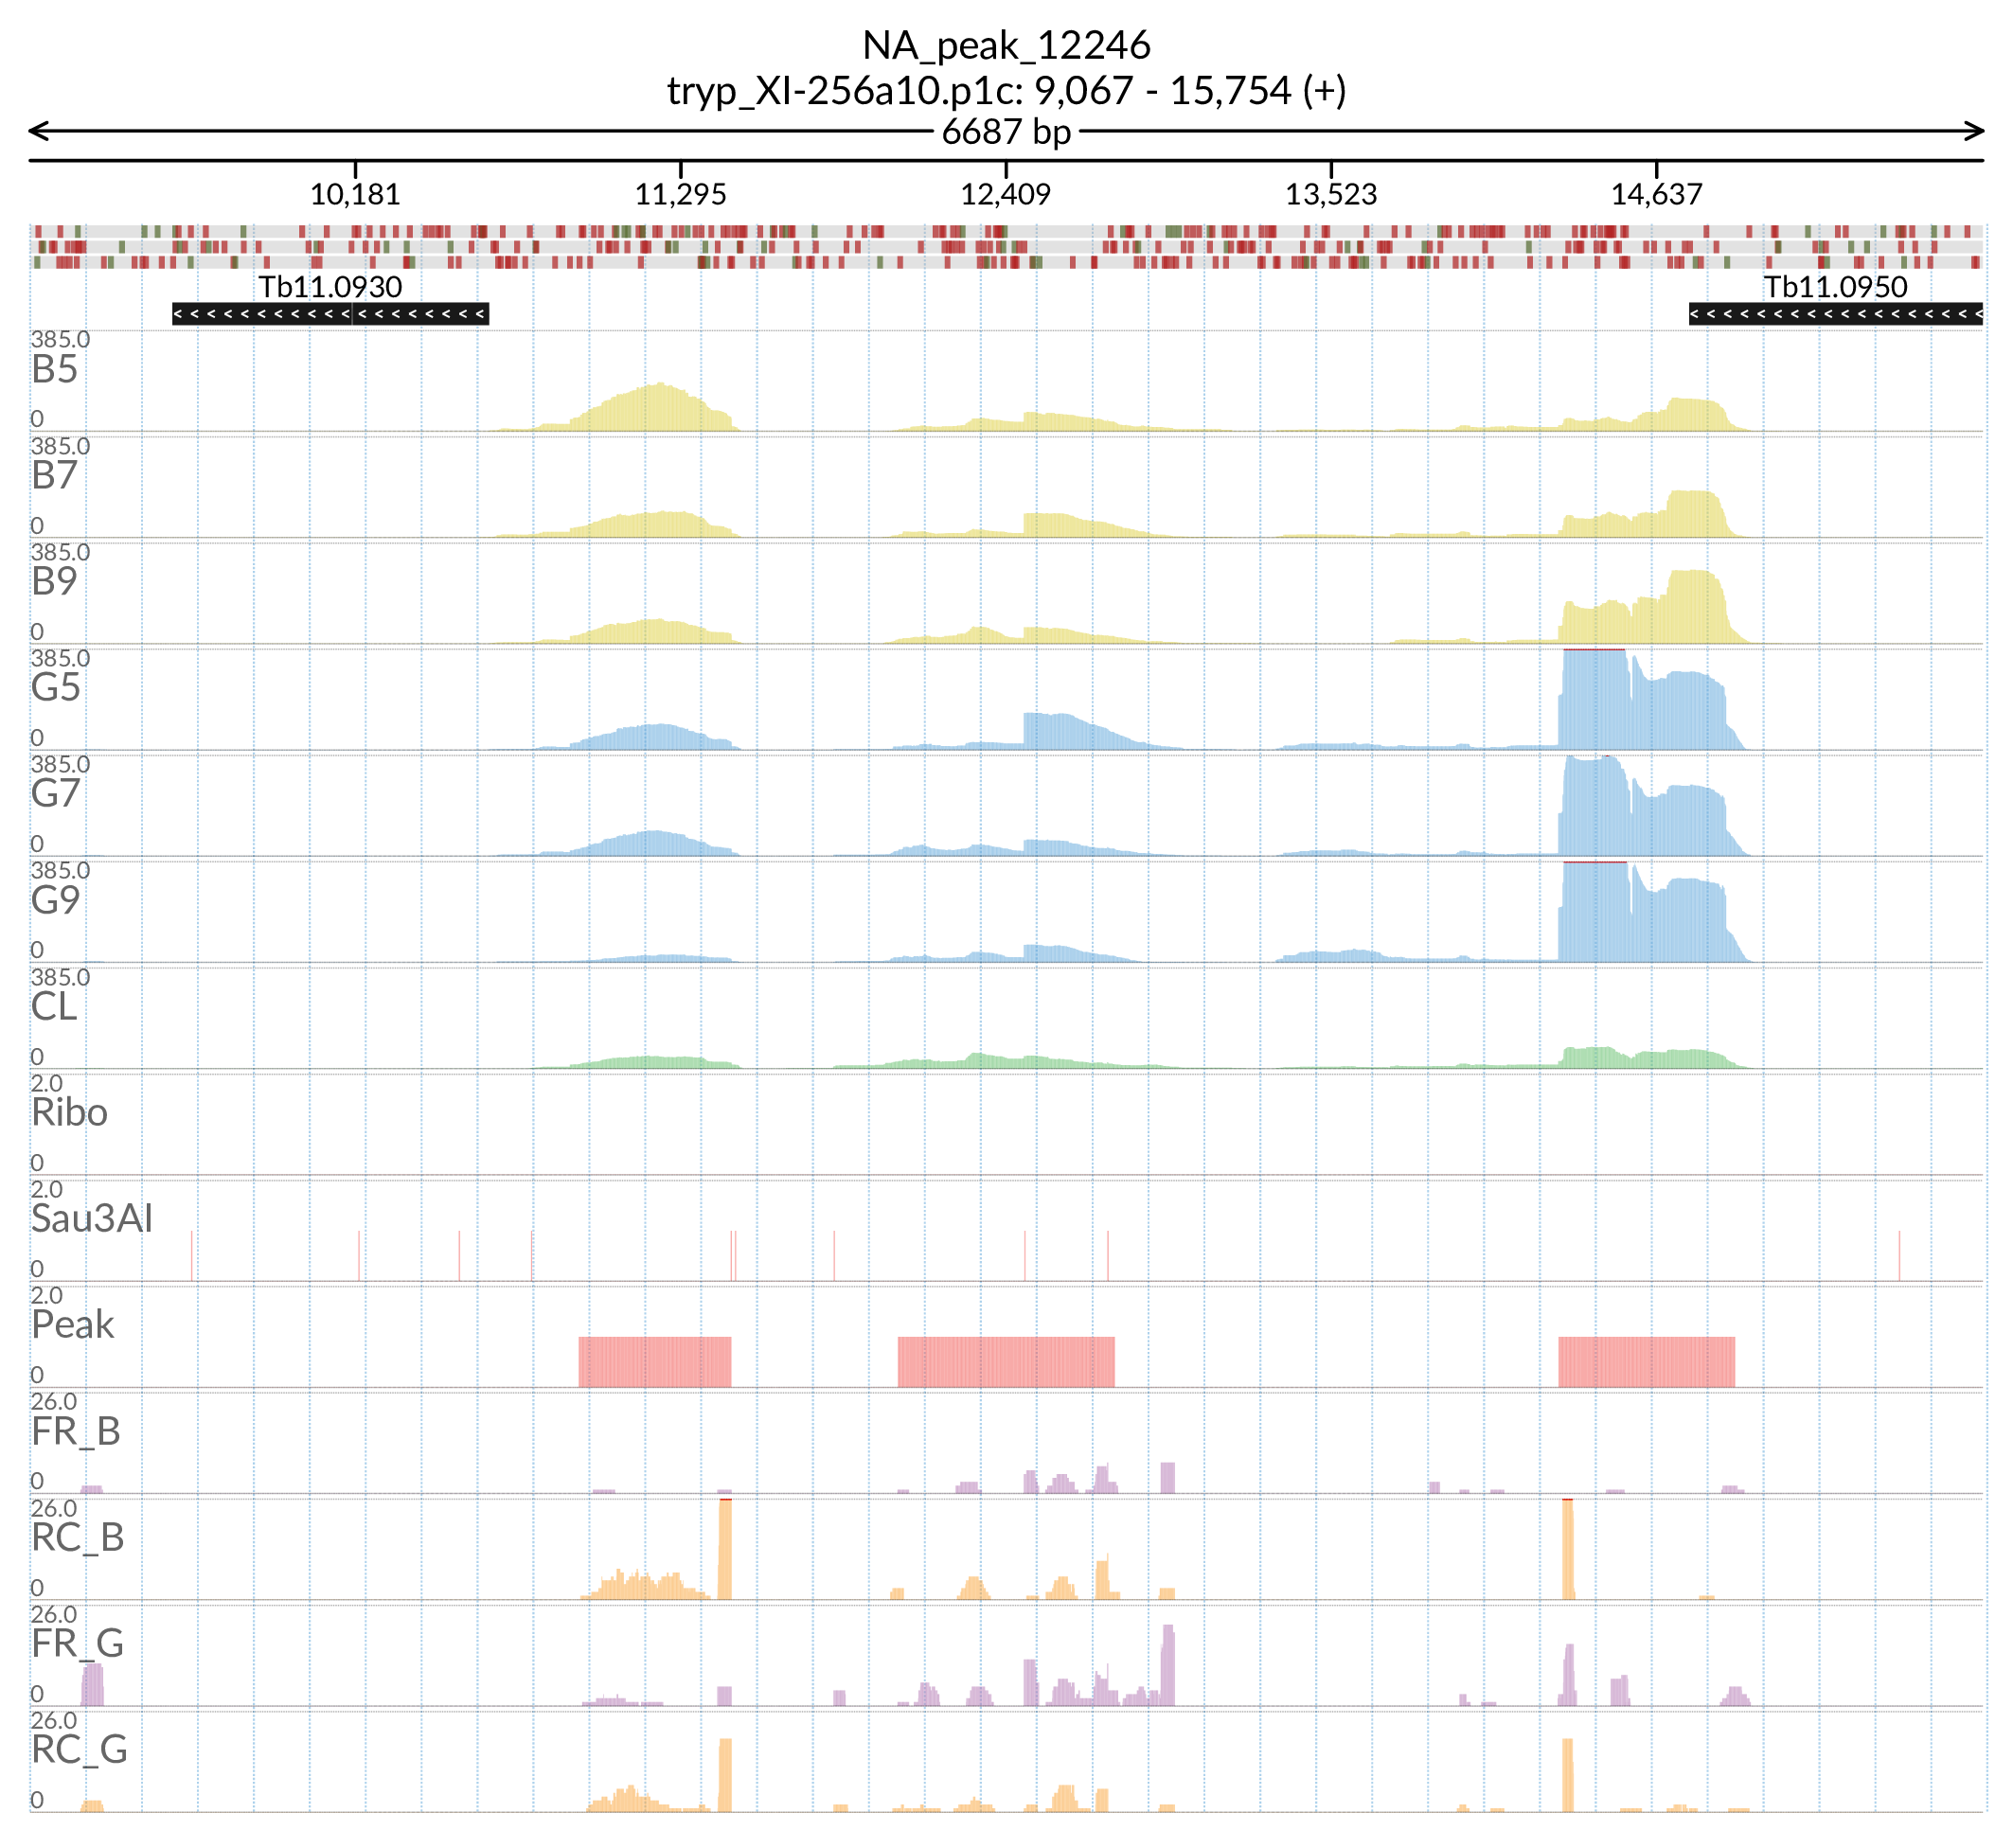 NA_peak_12246
tryp_XI-256a10.p1c: 9,067 - 15,754 (+)
6687 bp
10,181 11,295 12,409 13,523 14,637
Tb11.0930 Tb11.0950
385.0
B5
0
385.0
B7
0
385.0
B9
0
385.0
G5
0
385.0
G7
0
385.0
G9
0
385.0
CL
0
2.0
Ribo
0
2.0
Sau3AI
0
2.0
Peak
0
26.0
FR_B
0
26.0
RC_B
0
26.0
FR_G
0
26.0
RC_G
0